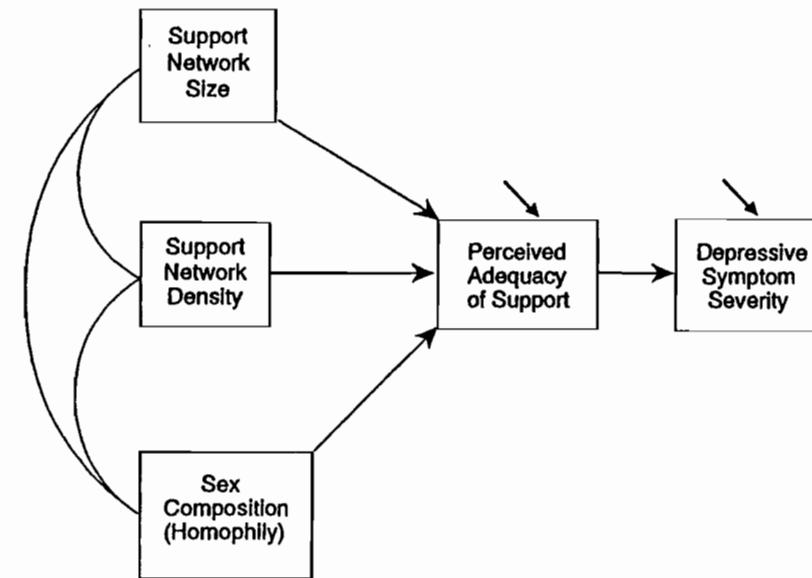 Support
Network
Size
Support
Network
Density
Sex
Composition
(Homophily)
Perceived
Adequacy
of Support
Depressive
Symptom
Severity